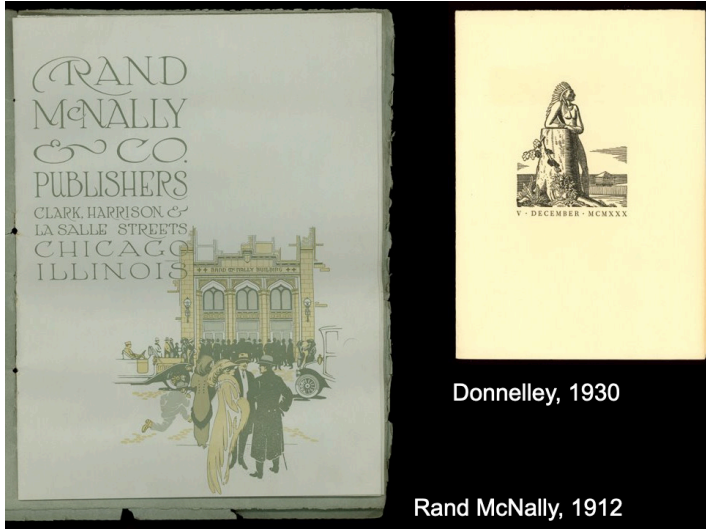 RAND
McNALLY
& CO.
PUBLISHERS
CLARK, HARRISON, &
LA SALLE STREETS,
CHICAGO
ILLINOIS
RAND McNALLY BUILDING
V · DECEMBER · MCMXXX
Donnelley, 1930
Rand McNally, 1912